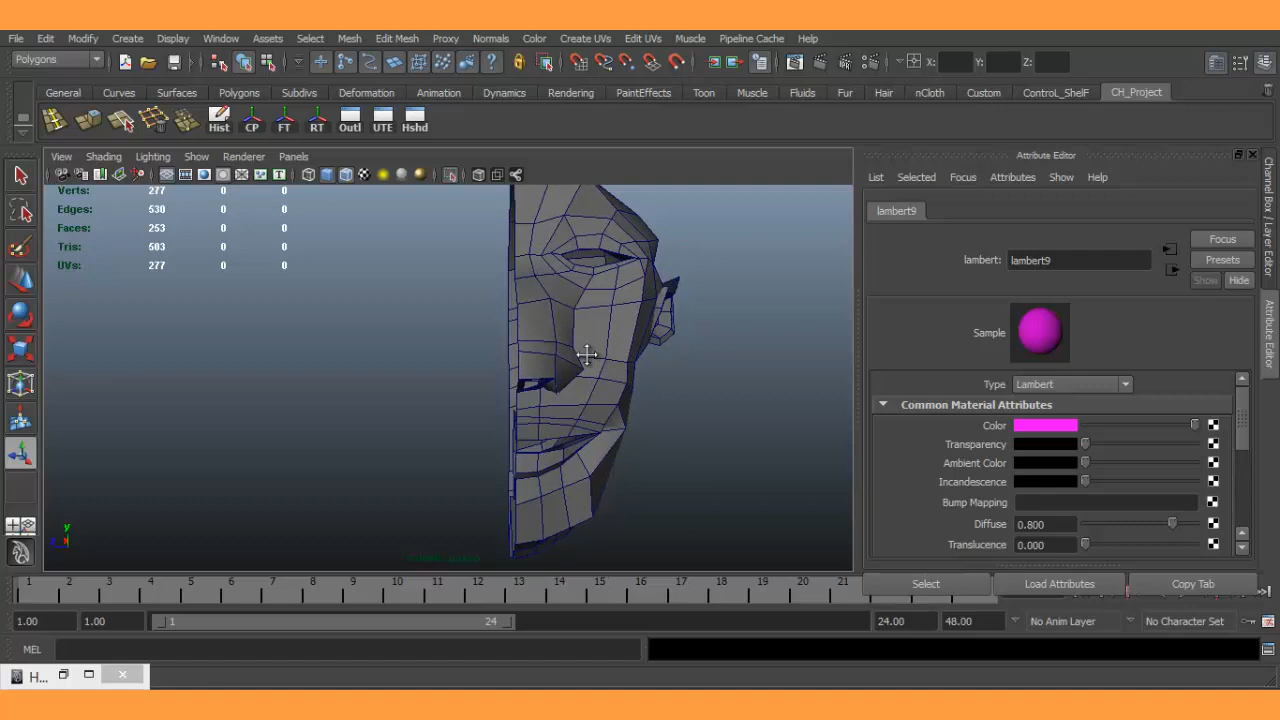 File Edit Modify Create Display Window Assets Select Mesh Edit Mesh Proxy Normals Color Create UVs Edit UVs Muscle Pipeline Cache Help
Polygons X: Y: Z:
General Curves Surfaces Polygons Subdivs Deformation Animation Dynamics Rendering PaintEffects Toon Muscle Fluids Fur Hair nCloth Custom ControL_ShelF CH_Project
Hist CP FT RT Outl UTE Hshd
View Shading Lighting Show Renderer Panels
Verts: 277 0 0
Edges: 530 0 0
Faces: 253 0 0
Tris: 503 0 0
UVs: 277 0 0
y
Attribute Editor
List Selected Focus Attributes Show Help
lambert9
Focus
lambert: lambert9
Presets
Show Hide
Sample
Type Lambert
Common Material Attributes
Color
Transparency
Ambient Color
Incandescence
Bump Mapping
Diffuse 0.800
Translucence 0.000
Select Load Attributes Copy Tab
Channel Box / Layer Editor
Attribute Editor
1 2 3 4 5 6 7 8 9 10 11 12 13 14 15 16 17 18 19 20 21
1.00 1.00 1 24 24.00 48.00 No Anim Layer No Character Set
MEL
H...